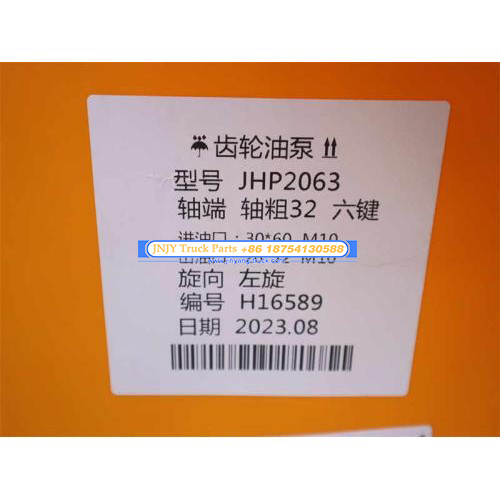 齿轮油泵
型号 JHP2063
轴端 轴粗32 六键
进油口: 30*60 M10
JNJY Truck Parts +86 18754130588
M10
旋向 左旋
编号 H16589
日期 2023.08